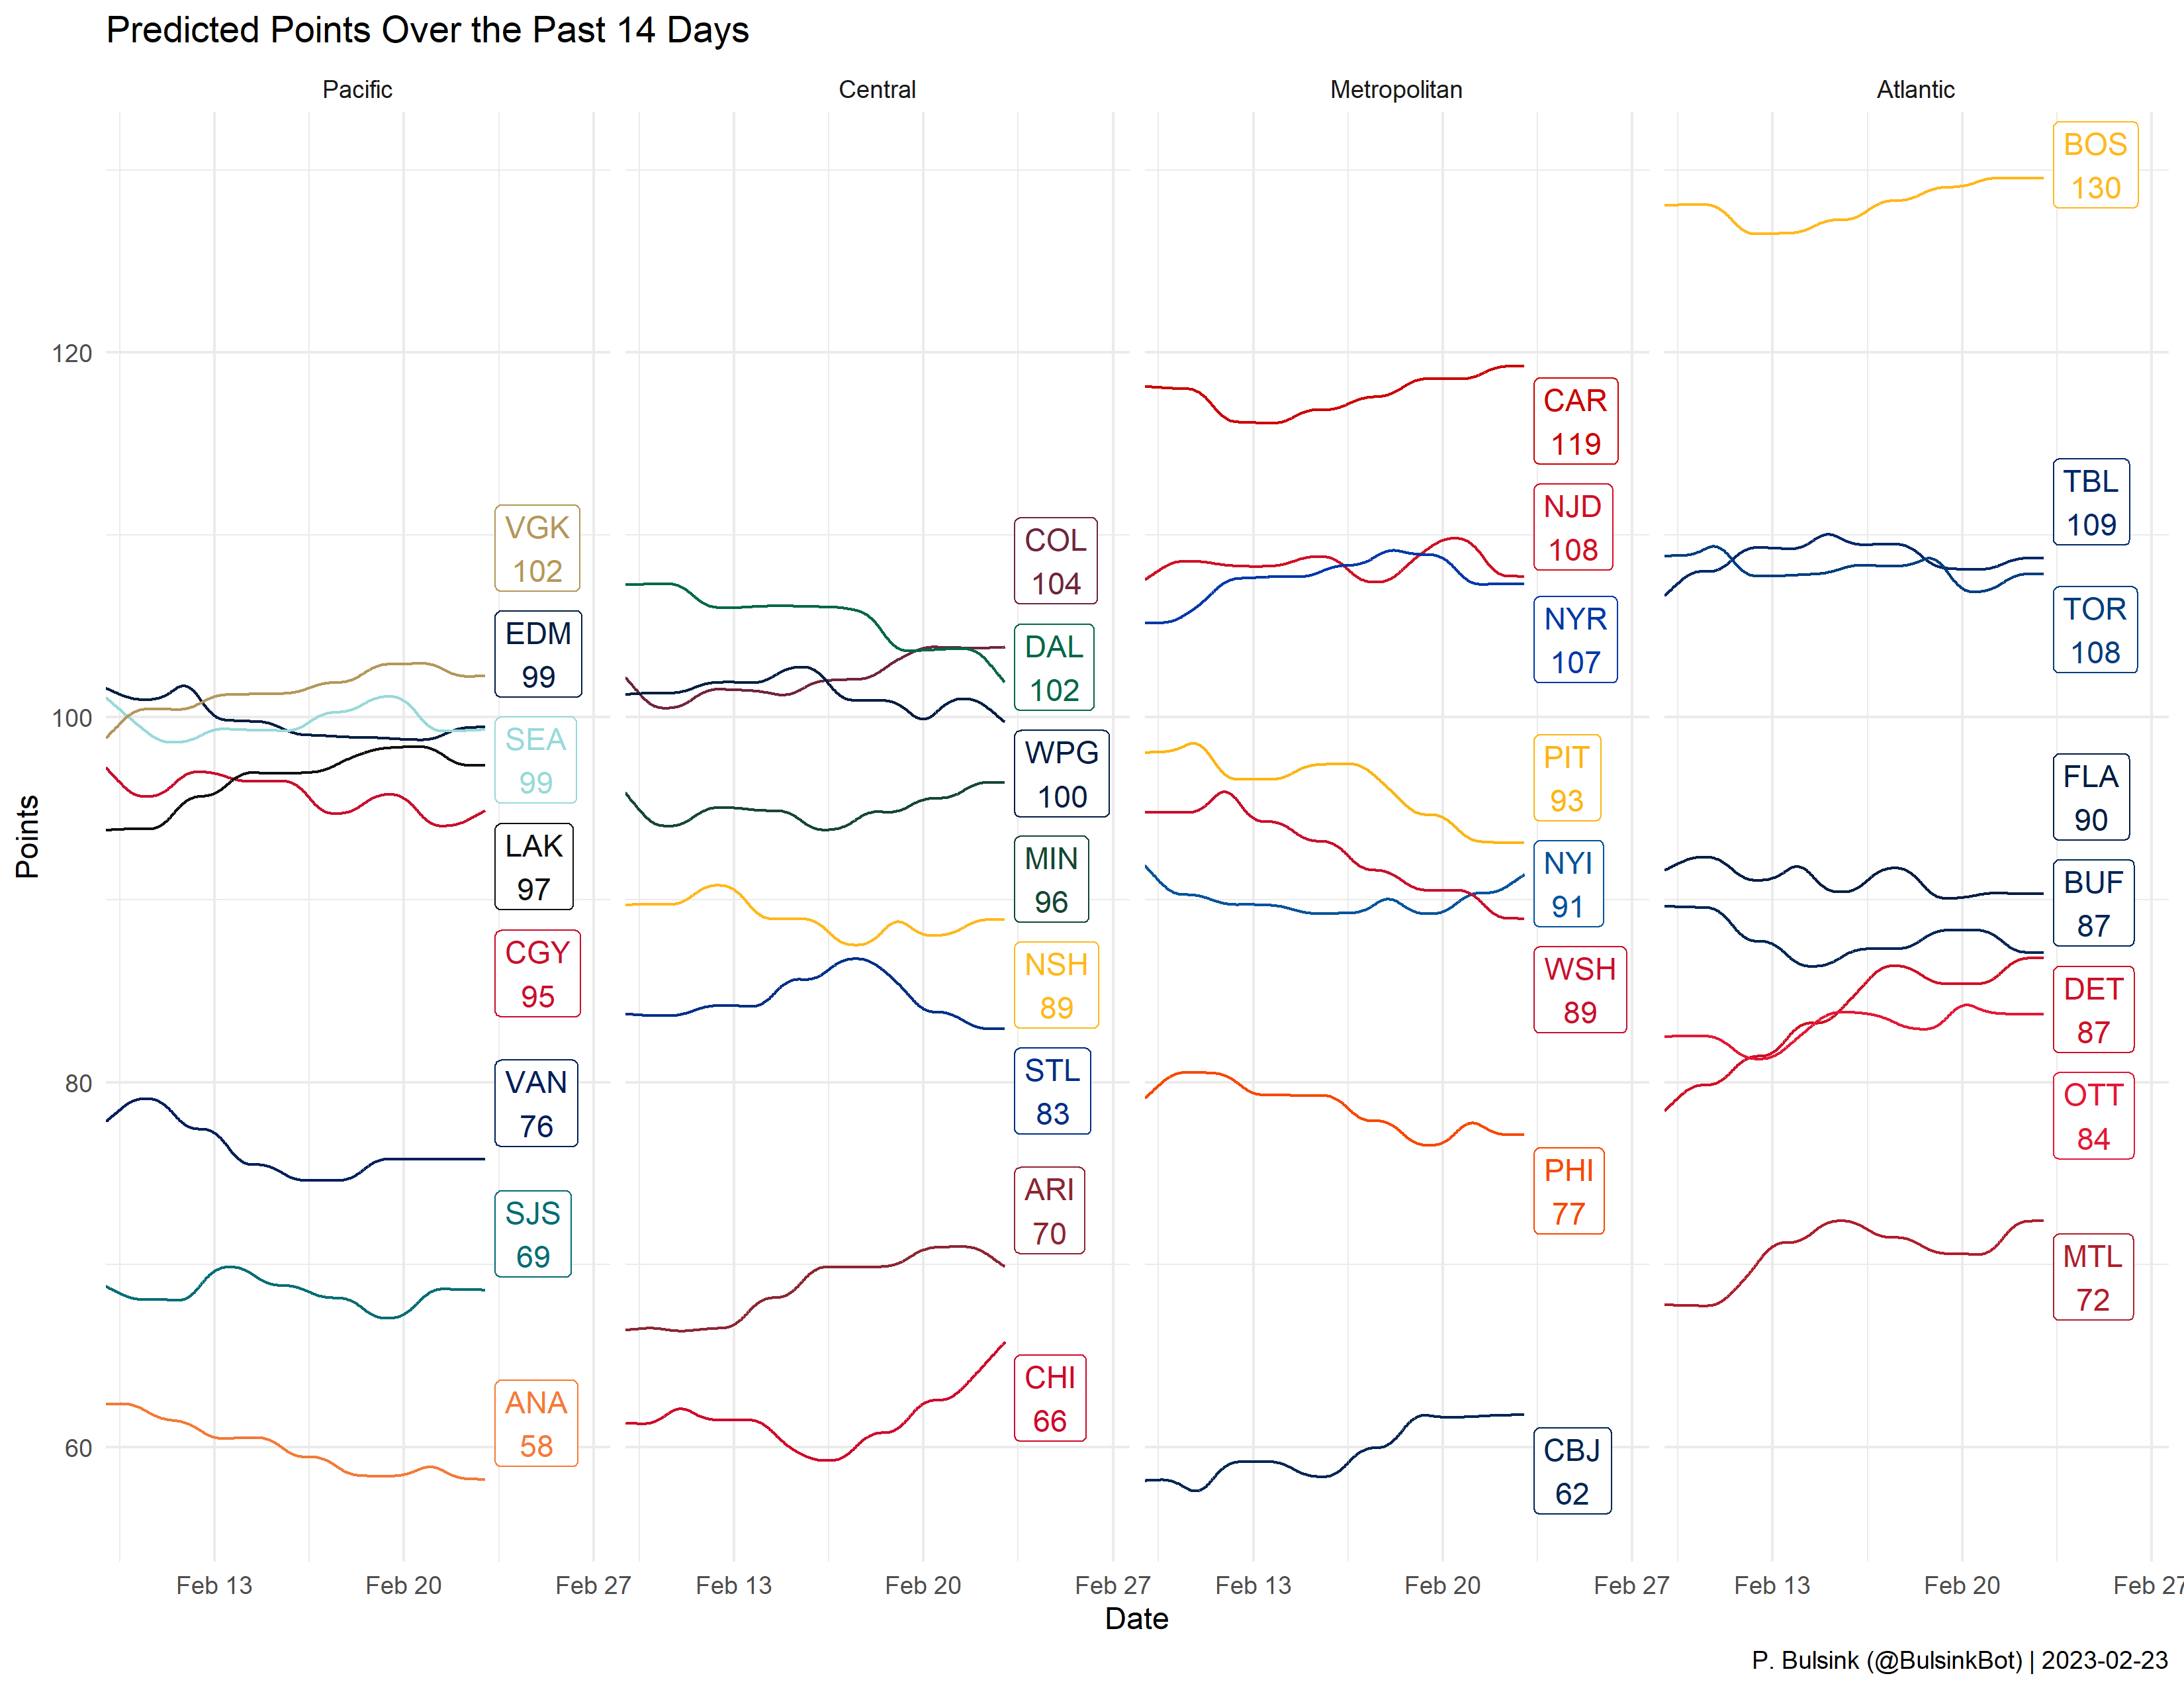 Predicted Points Over the Past 14 Days
Pacific
Central
Metropolitan
Atlantic
Points
120
100
80
60
VGK
102
EDM
99
SEA
99
LAK
97
CGY
95
VAN
76
SJS
69
ANA
58
COL
104
DAL
102
WPG
100
MIN
96
NSH
89
STL
83
ARI
70
CHI
66
CAR
119
NJD
108
NYR
107
PIT
93
NYI
91
WSH
89
PHI
77
CBJ
62
BOS
130
TBL
109
TOR
108
FLA
90
BUF
87
DET
87
OTT
84
MTL
72
Feb 13 Feb 20 Feb 27
Feb 13 Feb 20 Feb 27
Feb 13 Feb 20 Feb 27
Feb 13 Feb 20 Feb 27
Date
P. Bulsink (@BulsinkBot) | 2023-02-23